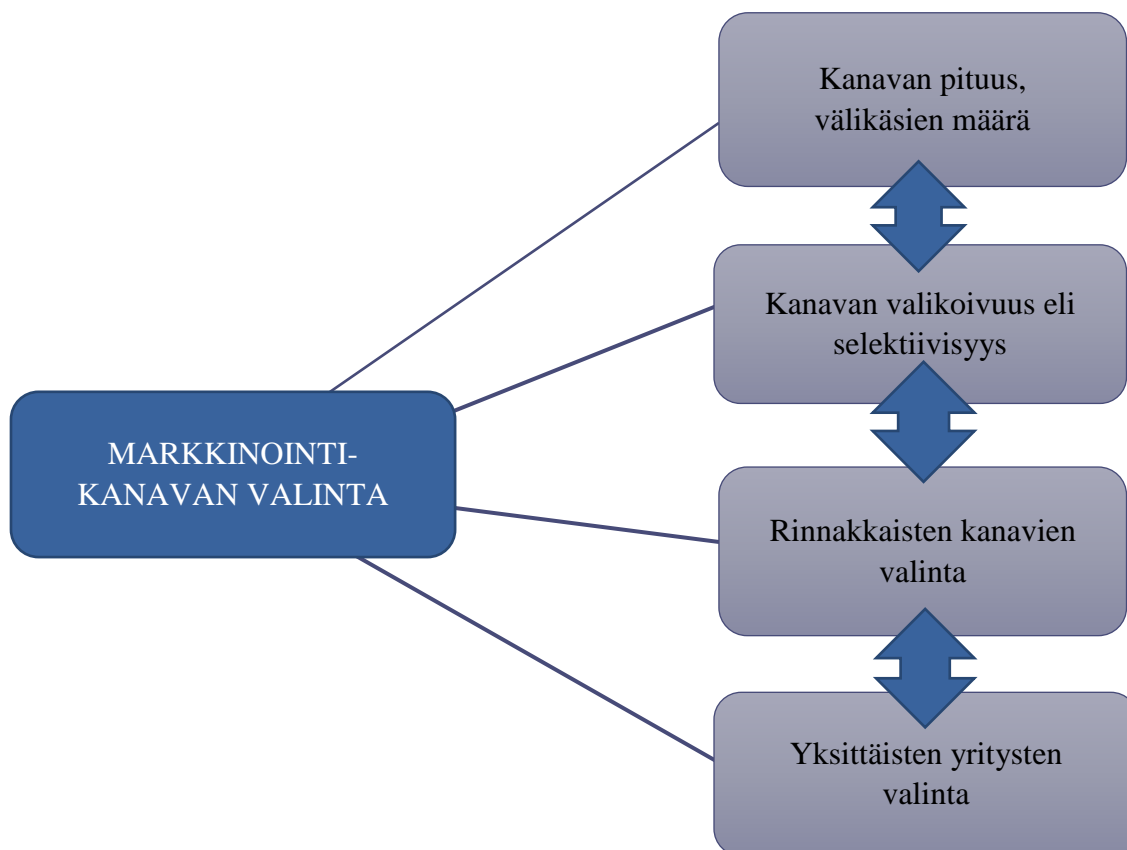 Kanavan pituus,
välikäsien määrä
Kanavan valikoivuus eli
selektiivisyys
MARKKINOINTI-
KANAVAN VALINTA
Rinnakkaisten kanavien
valinta
Yksittäisten yritysten
valinta